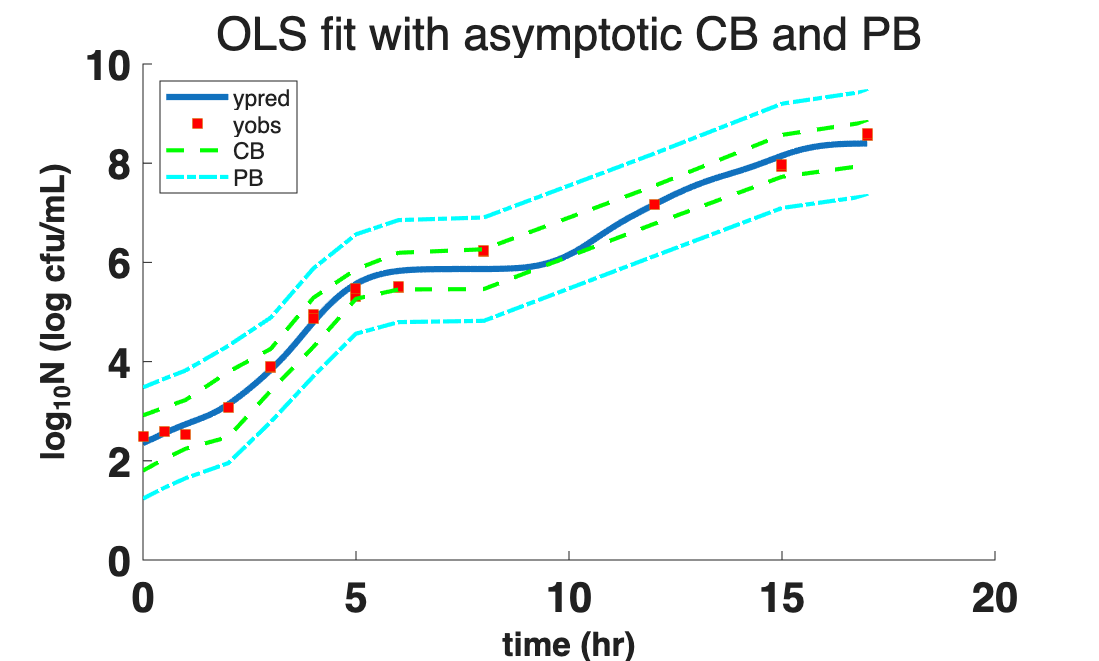 OLS fit with asymptotic CB and PB
10
8
6
4
2
0
ypred
yobs
CB
PB
log₁₀N (log cfu/mL)
0 5 10 15 20
time (hr)